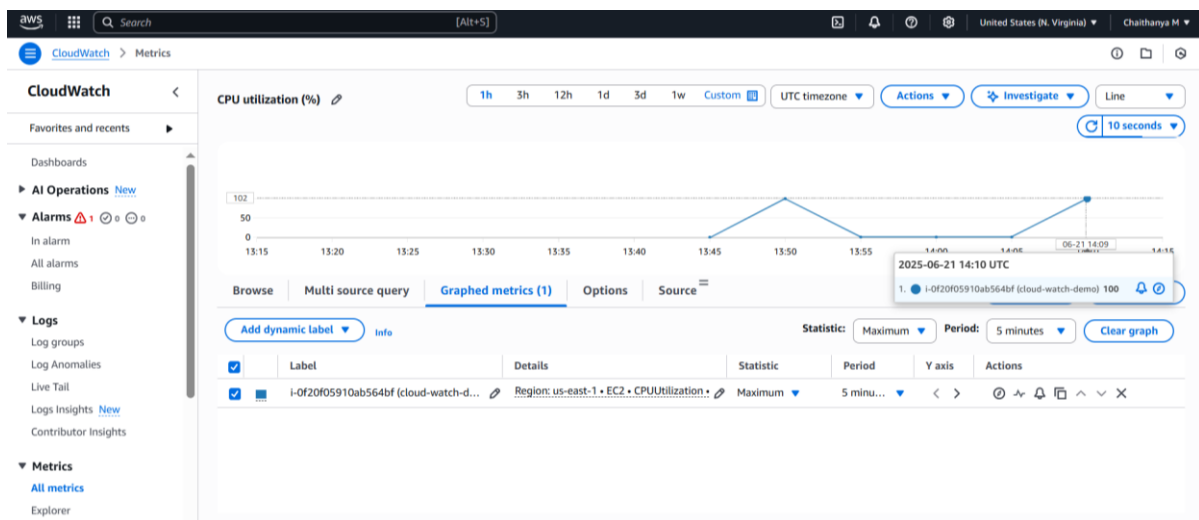 aws Search [Alt+S] United States (N. Virginia) Chaithanya M
CloudWatch > Metrics
CloudWatch
Favorites and recents
Dashboards
AI Operations New
Alarms 1 0 0
In alarm
All alarms
Billing
Logs
Log groups
Log Anomalies
Live Tail
Logs Insights New
Contributor Insights
Metrics
All metrics
Explorer
CPU utilization (%) 1h 3h 12h 1d 3d 1w Custom UTC timezone Actions Investigate Line
10 seconds
102
50
0
13:15 13:20 13:25 13:30 13:35 13:40 13:45 13:50 13:55 14:00 14:05 14:15
06-21 14:09
2025-06-21 14:10 UTC
1. i-0f20f05910ab564bf (cloud-watch-demo) 100
Browse Multi source query Graphed metrics (1) Options Source
Add dynamic label Info Statistic: Maximum Period: 5 minutes Clear graph
Label Details Statistic Period Y axis Actions
i-0f20f05910ab564bf (cloud-watch-d... Region: us-east-1 • EC2 • CPUUtilization • Maximum 5 minu...